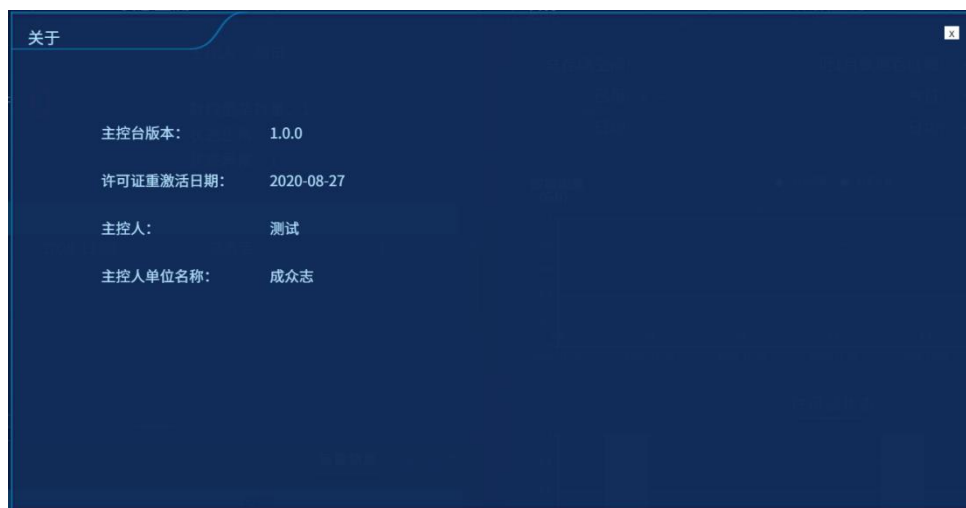 关于
x
主控台版本: 1.0.0
许可证重激活日期: 2020-08-27
主控人: 测试
主控人单位名称: 成众志